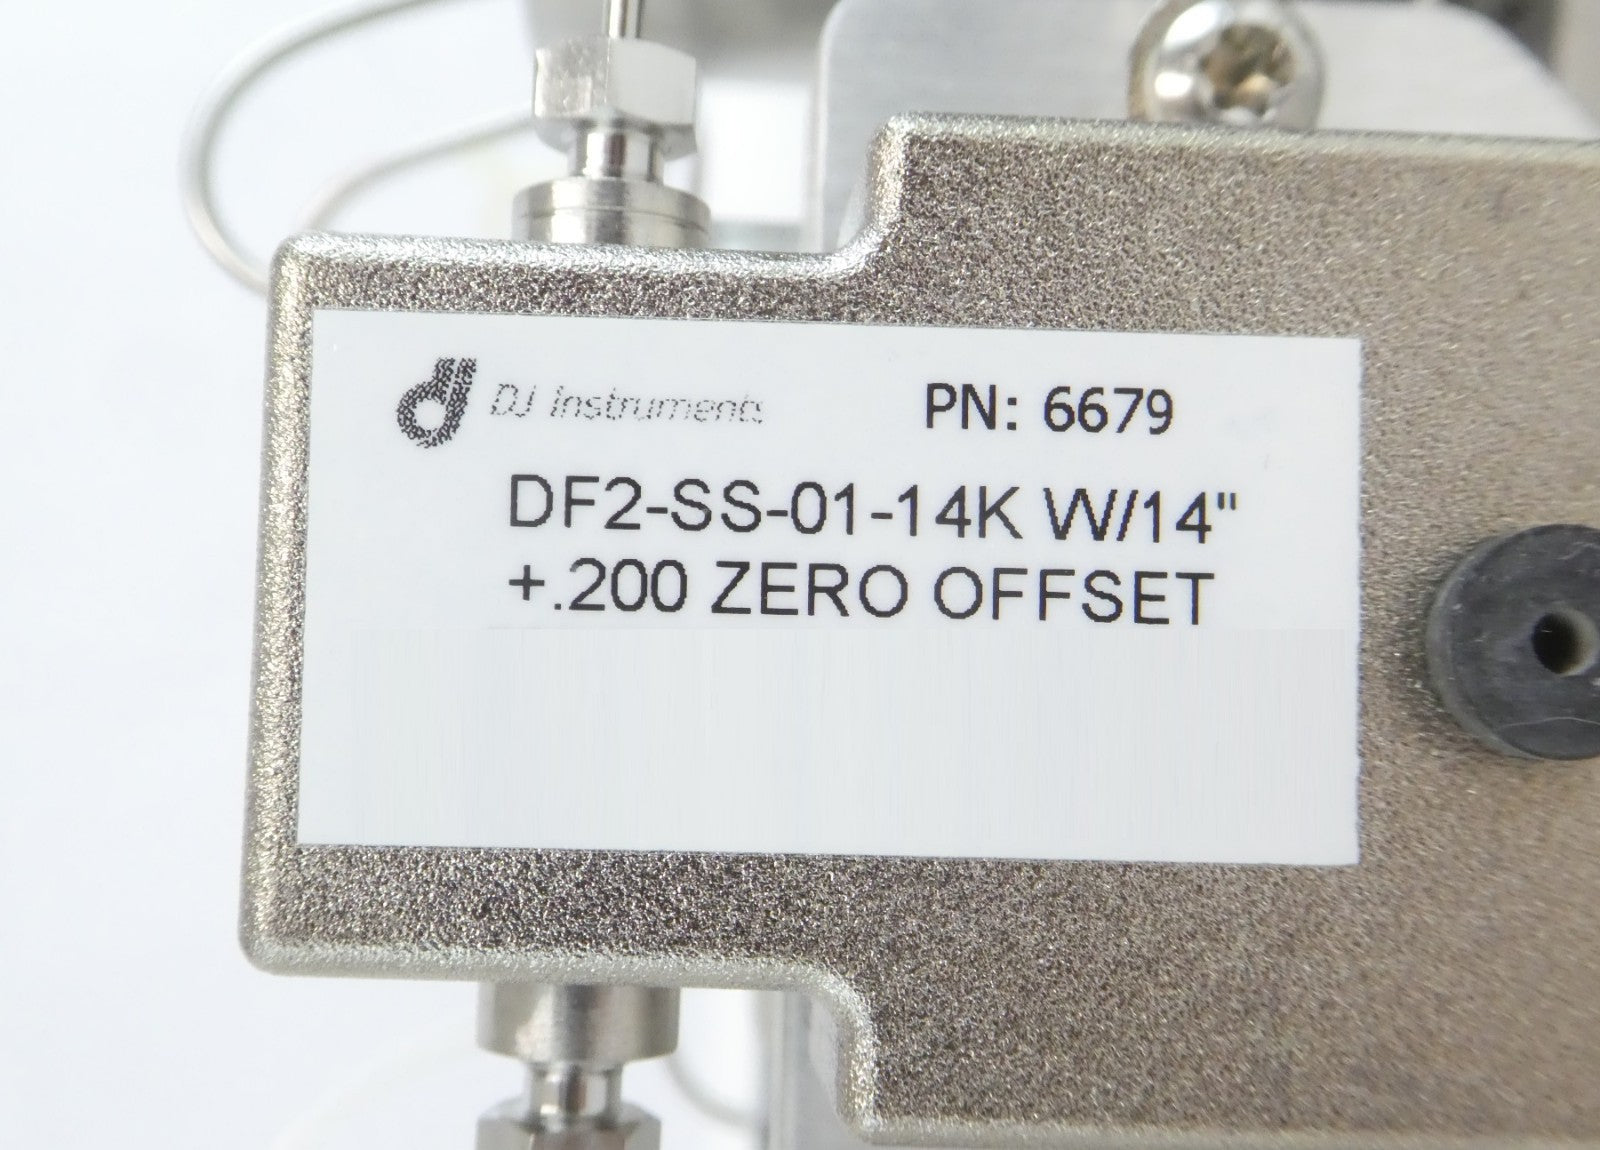 DJ Instruments PN: 6679
DF2-SS-01-14K W/14"
+.200 ZERO OFFSET